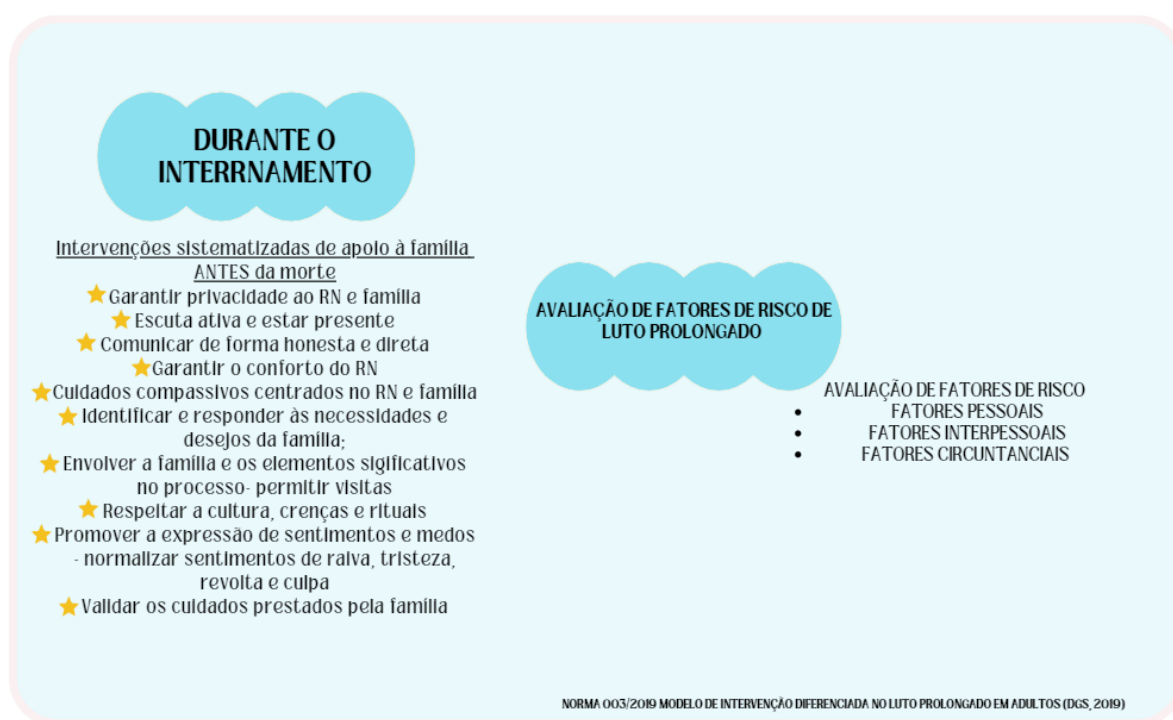 DURANTE O
INTERRNAMENTO
Intervenções sistematizadas de apoio à família
ANTES da morte
Garantir privacidade ao RN e família
Escuta ativa e estar presente
Comunicar de forma honesta e direta
Garantir o conforto do RN
Cuidados compassivos centrados no RN e família
Identificar e responder às necessidades e
desejos da família;
Envolver a família e os elementos sigificativos
no processo- permitir visitas
Respeitar a cultura, crenças e rituais
Promover a expressão de sentimentos e medos
- normalizar sentimentos de raiva, tristeza,
revolta e culpa
Validar os cuidados prestados pela família
AVALIAÇÃO DE FATORES DE RISCO DE
LUTO PROLONGADO
AVALIAÇÃO DE FATORES DE RISCO
• FATORES PESSOAIS
• FATORES INTERPESSOAIS
• FATORES CIRCUNTANCIAIS
NORMA 003/2019 MODELO DE INTERVENÇÃO DIFERENCIADA NO LUTO PROLONGADO EM ADULTOS (DGS, 2019)